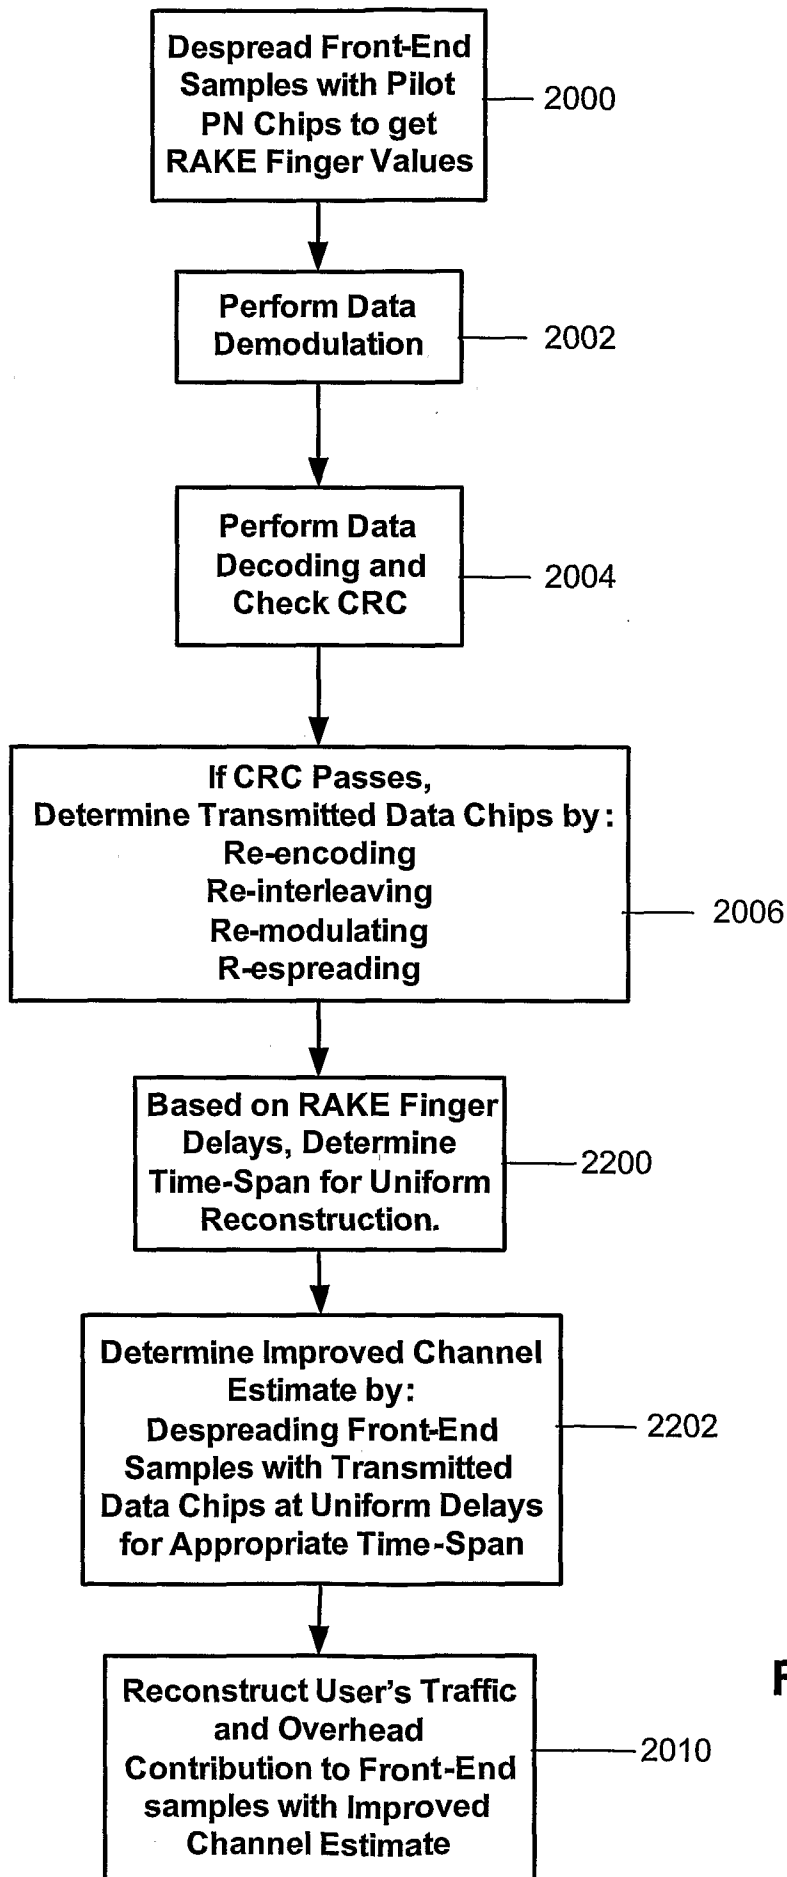 Despread Front-End
Samples with Pilot
PN Chips to get
RAKE Finger Values
2000
Perform Data
Demodulation
2002
Perform Data
Decoding and
Check CRC
2004
If CRC Passes,
Determine Transmitted Data Chips by:
Re-encoding
Re-interleaving
Re-modulating
R-espreading
2006
Based on RAKE Finger
Delays, Determine
Time-Span for Uniform
Reconstruction.
2200
Determine Improved Channel
Estimate by:
Despreading Front-End
Samples with Transmitted
Data Chips at Uniform Delays
for Appropriate Time-Span
2202
Reconstruct User's Traffic
and Overhead
Contribution to Front-End
samples with Improved
Channel Estimate
2010